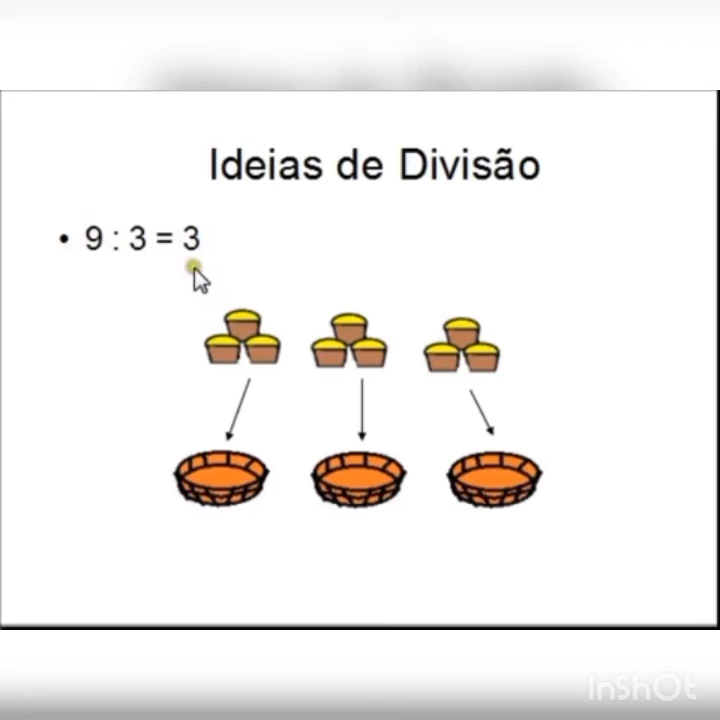 Ideias de Divisão
• 9 : 3 = 3
InShOt